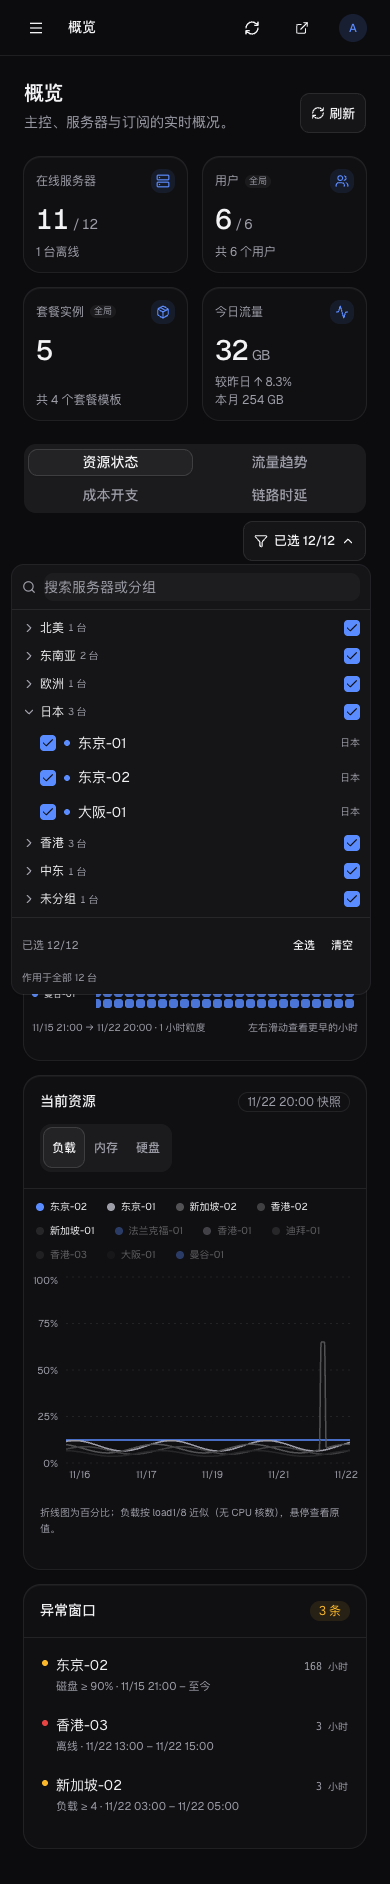 概览
A
概览
主控、服务器与订阅的实时概况。
刷新
在线服务器
11 / 12
1 台离线
用户 全局
6 / 6
共 6 个用户
套餐实例 全局
5
共 4 个套餐模板
今日流量
32 GB
较昨日 ↑ 8.3%
本月 254 GB
资源状态
流量趋势
成本开支
链路时延
已选 12/12
搜索服务器或分组
北美 1 台
东南亚 2 台
欧洲 1 台
日本 3 台
东京-01 日本
东京-02 日本
大阪-01 日本
香港 3 台
中东 1 台
未分组 1 台
已选 12/12 全选 清空
作用于全部 12 台
曼谷-01
11/15 21:00 → 11/22 20:00 · 1 小时粒度 左右滑动查看更早的小时
当前资源 11/22 20:00 快照
负载 内存 硬盘
东京-02 东京-01 新加坡-02 香港-02
新加坡-01 法兰克福-01 香港-01 迪拜-01
香港-03 大阪-01 曼谷-01
100%
75%
50%
25%
0%
11/16 11/17 11/19 11/21 11/22
折线图为百分比；负载按 load1/8 近似（无 CPU 核数），悬停查看原
值。
异常窗口 3 条
东京-02 168 小时
磁盘 ≥ 90% · 11/15 21:00 – 至今
香港-03 3 小时
离线 · 11/22 13:00 – 11/22 15:00
新加坡-02 3 小时
负载 ≥ 4 · 11/22 03:00 – 11/22 05:00